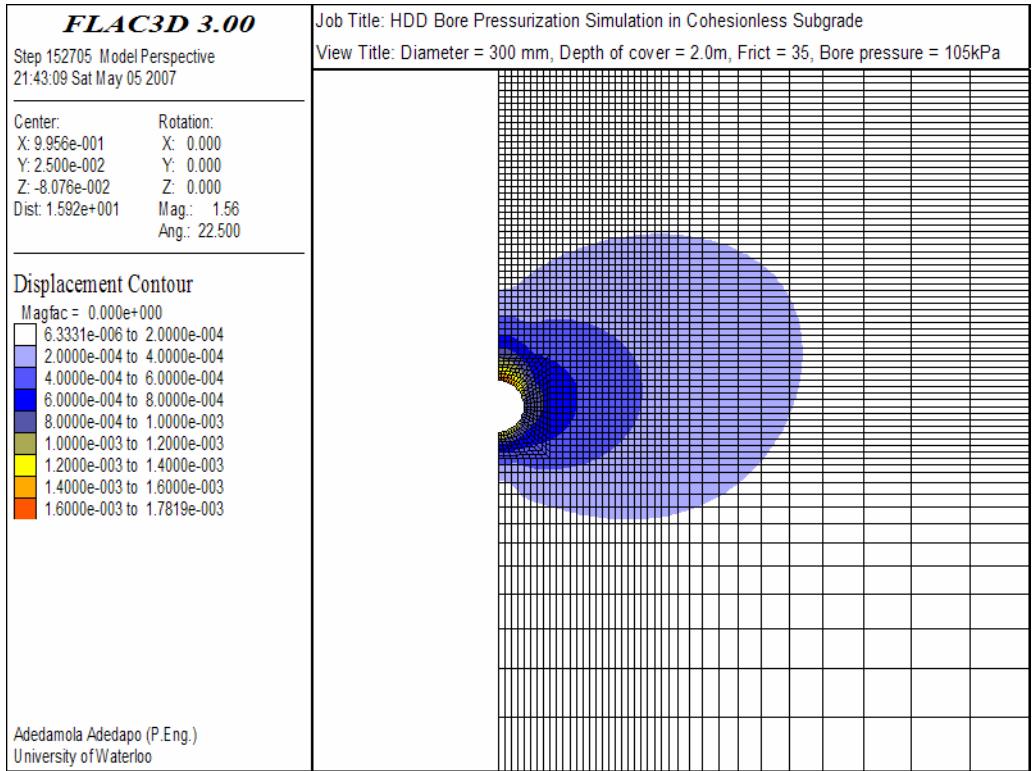 FLAC3D 3.00
Step 152705 Model Perspective
21:43:09 Sat May 05 2007
Center:
X: 9.956e-001
Y: 2.500e-002
Z: -8.076e-002
Dist: 1.592e+001
Rotation:
X: 0.000
Y: 0.000
Z: 0.000
Mag.: 1.56
Ang.: 22.500
Displacement Contour
Magfac = 0.000e+000
6.3331e-006 to 2.0000e-004
2.0000e-004 to 4.0000e-004
4.0000e-004 to 6.0000e-004
6.0000e-004 to 8.0000e-004
8.0000e-004 to 1.0000e-003
1.0000e-003 to 1.2000e-003
1.2000e-003 to 1.4000e-003
1.4000e-003 to 1.6000e-003
1.6000e-003 to 1.7819e-003
Adedamola Adedapo (P.Eng.)
University of Waterloo
Job Title: HDD Bore Pressurization Simulation in Cohesionless Subgrade
View Title: Diameter = 300 mm, Depth of cover = 2.0m, Frict = 35, Bore pressure = 105kPa